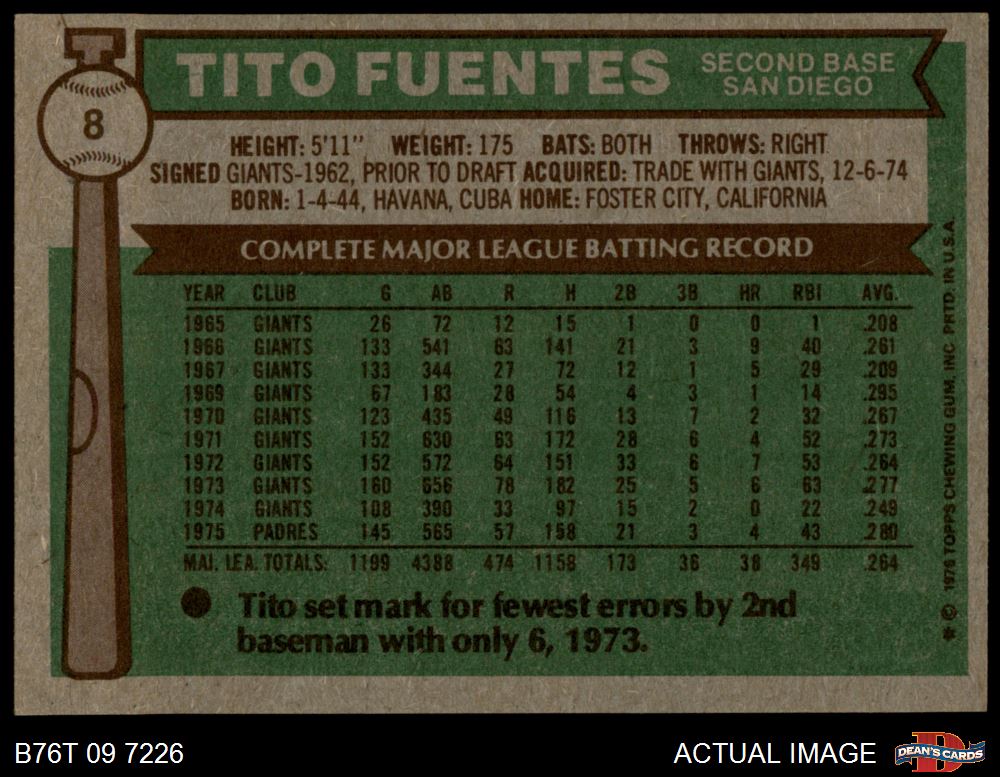 8
TITO FUENTES SECOND BASE
SAN DIEGO
HEIGHT: 5'11" WEIGHT: 175 BATS: BOTH THROWS: RIGHT
SIGNED GIANTS-1962, PRIOR TO DRAFT ACQUIRED: TRADE WITH GIANTS, 12-6-74
BORN: 1-4-44, HAVANA, CUBA HOME: FOSTER CITY, CALIFORNIA
COMPLETE MAJOR LEAGUE BATTING RECORD
YEAR CLUB G AB R H 2B 3B HR RBI AVG.
1965 GIANTS 26 72 12 15 1 0 0 1 .208
1966 GIANTS 133 541 63 141 21 3 9 40 .261
1967 GIANTS 133 344 27 72 12 1 5 29 .209
1969 GIANTS 67 183 28 54 4 3 1 14 .295
1970 GIANTS 123 435 49 116 13 7 2 32 .267
1971 GIANTS 152 630 63 172 28 6 4 52 .273
1972 GIANTS 152 572 64 151 33 6 7 53 .264
1973 GIANTS 160 656 78 182 25 5 6 63 .277
1974 GIANTS 108 390 33 97 15 2 0 22 .249
1975 PADRES 145 565 57 158 21 3 4 43 .280
MAJ. LEA. TOTALS: 1199 4388 474 1158 173 36 38 349 .264
● Tito set mark for fewest errors by 2nd
baseman with only 6, 1973.
* © 1976 TOPPS CHEWING GUM, INC. PRTD. IN U.S.A.
B76T 09 7226
ACTUAL IMAGE
D
DEAN'S CARDS